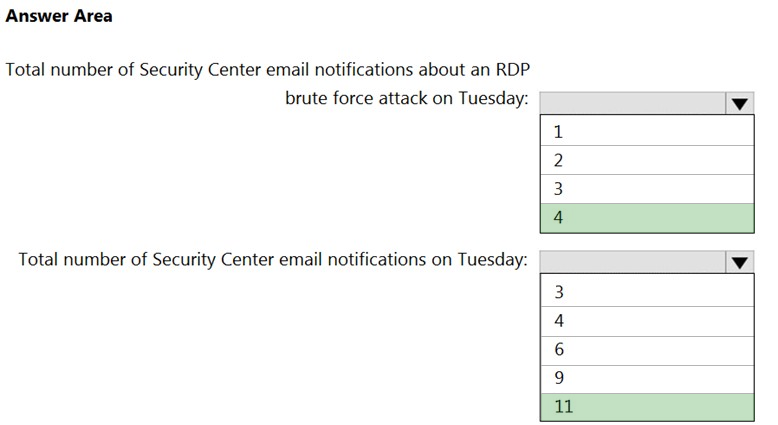 Answer Area
Total number of Security Center email notifications about an RDP
brute force attack on Tuesday:
1
2
3
4
Total number of Security Center email notifications on Tuesday:
3
4
6
9
11